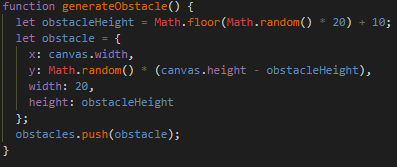 function generateObstacle() {
  let obstacleHeight = Math.floor(Math.random() * 20) + 10;
  let obstacle = {
    x: canvas.width,
    y: Math.random() * (canvas.height - obstacleHeight),
    width: 20,
    height: obstacleHeight
  };
  obstacles.push(obstacle);
}